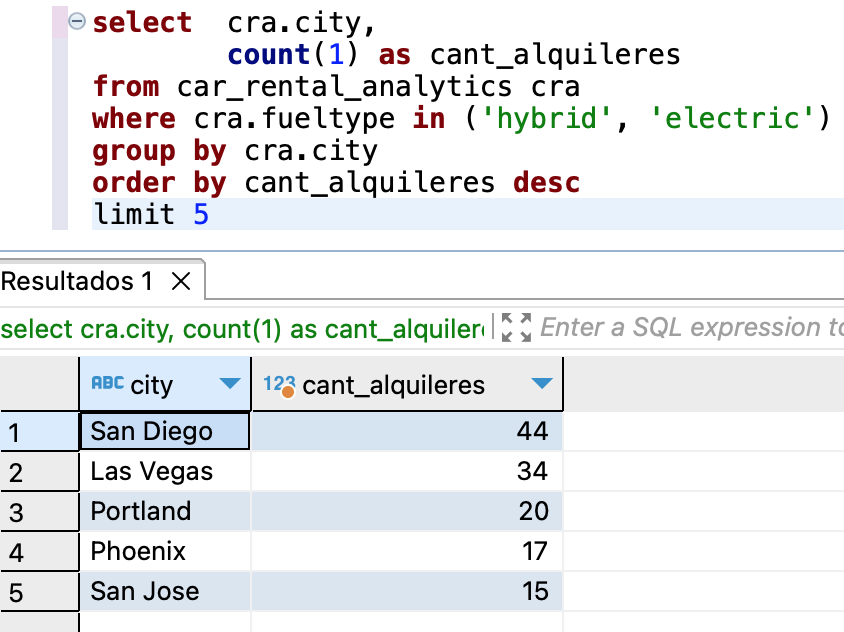 select  cra.city,
        count(1) as cant_alquileres
from car_rental_analytics cra
where cra.fueltype in ('hybrid', 'electric')
group by cra.city
order by cant_alquileres desc
limit 5
Resultados 1
select cra.city, count(1) as cant_alquilere Enter a SQL expression to
ABC city 123 cant_alquileres
1 San Diego 44
2 Las Vegas 34
3 Portland 20
4 Phoenix 17
5 San Jose 15